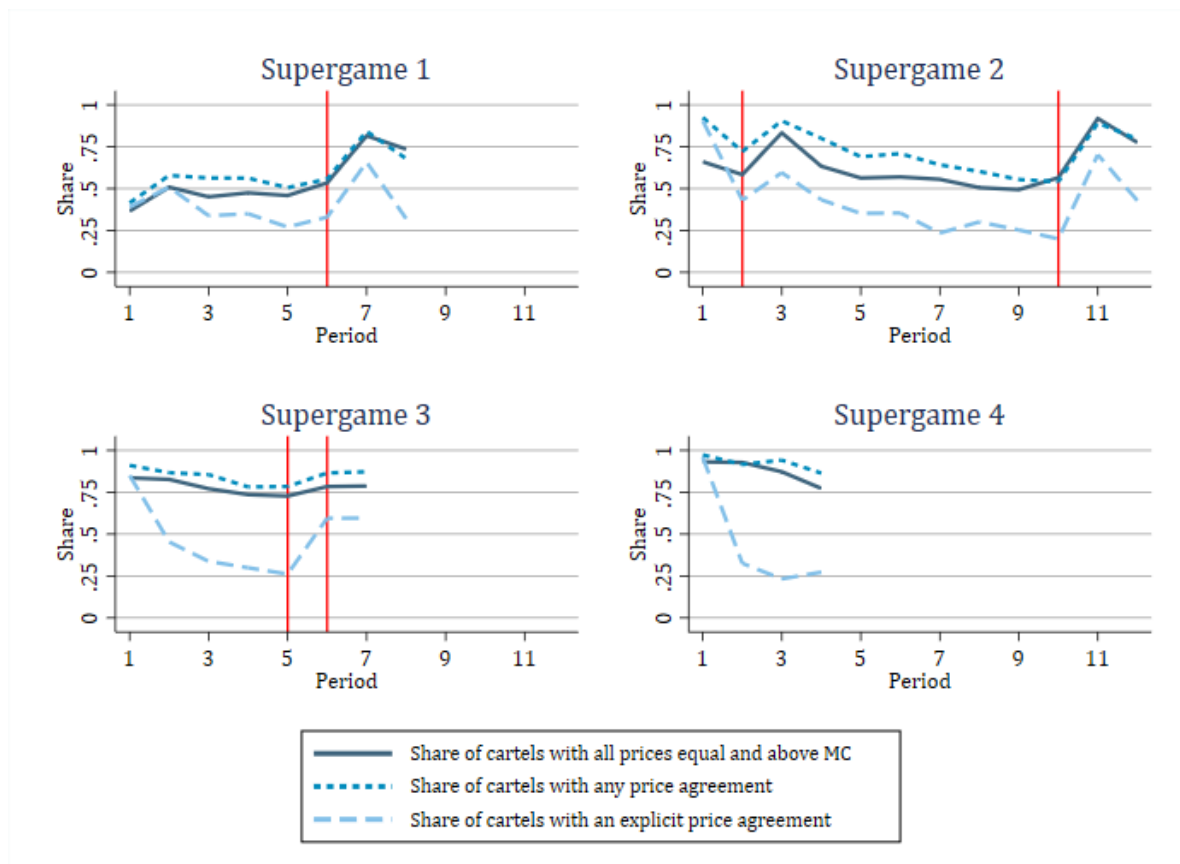 Supergame 1
Share
1
.75
.5
.25
0
1 3 5 7 9 11
Period
Supergame 2
Share
1
.75
.5
.25
0
1 3 5 7 9 11
Period
Supergame 3
Share
1
.75
.5
.25
0
1 3 5 7 9 11
Period
Supergame 4
Share
1
.75
.5
.25
0
1 3 5 7 9 11
Period
Share of cartels with all prices equal and above MC
Share of cartels with any price agreement
Share of cartels with an explicit price agreement